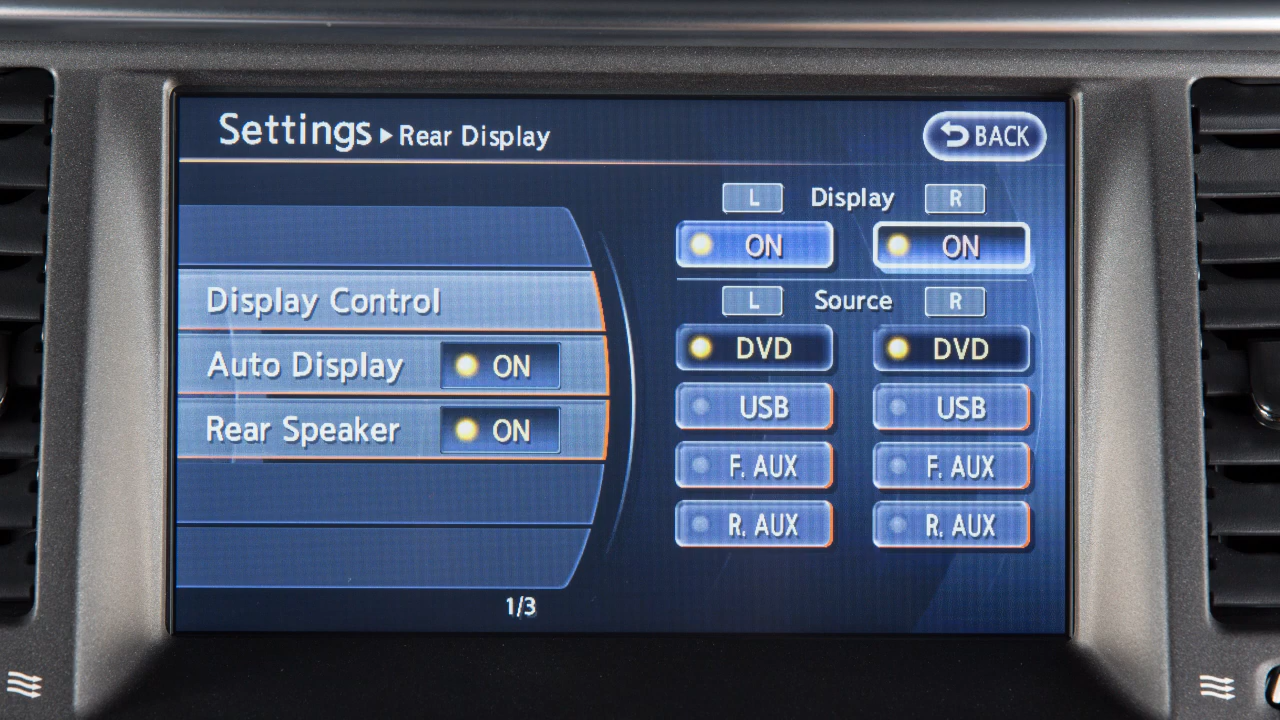 Settings ▸ Rear Display
BACK
L Display R
ON ON
Display Control
L Source R
Auto Display ON
DVD DVD
Rear Speaker ON
USB USB
F. AUX F. AUX
R. AUX R. AUX
1/3